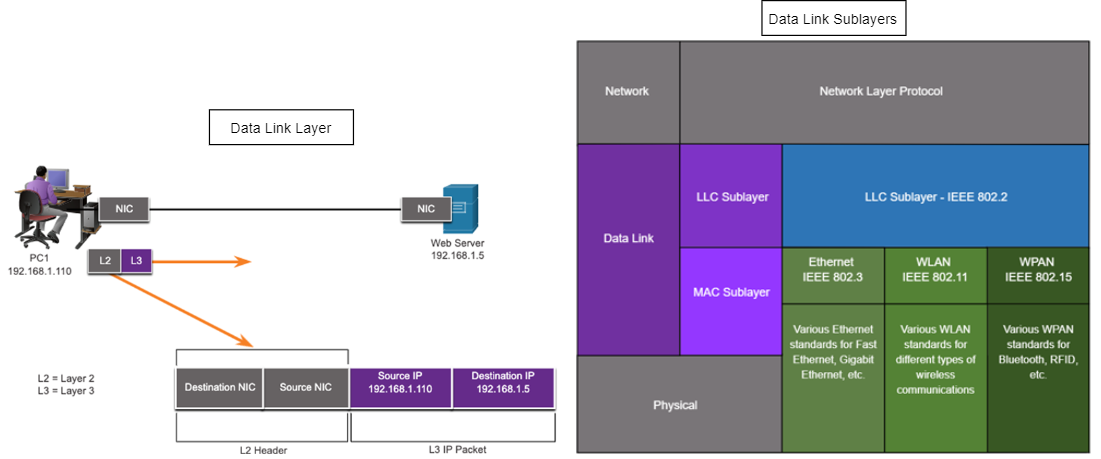 Data Link Layer
NIC
NIC
PC1
192.168.1.110
Web Server
192.168.1.5
L2
L3
L2 = Layer 2
L3 = Layer 3
Destination NIC
Source NIC
Source IP
192.168.1.110
Destination IP
192.168.1.5
L2 Header
L3 IP Packet
Data Link Sublayers
Network
Network Layer Protocol
Data Link
LLC Sublayer
LLC Sublayer - IEEE 802.2
MAC Sublayer
Ethernet
IEEE 802.3
WLAN
IEEE 802.11
WPAN
IEEE 802.15
Various Ethernet
standards for Fast
Ethernet, Gigabit
Ethernet, etc.
Various WLAN
standards for
different types of
wireless
communications
Various WPAN
standards for
Bluetooth, RFID,
etc.
Physical